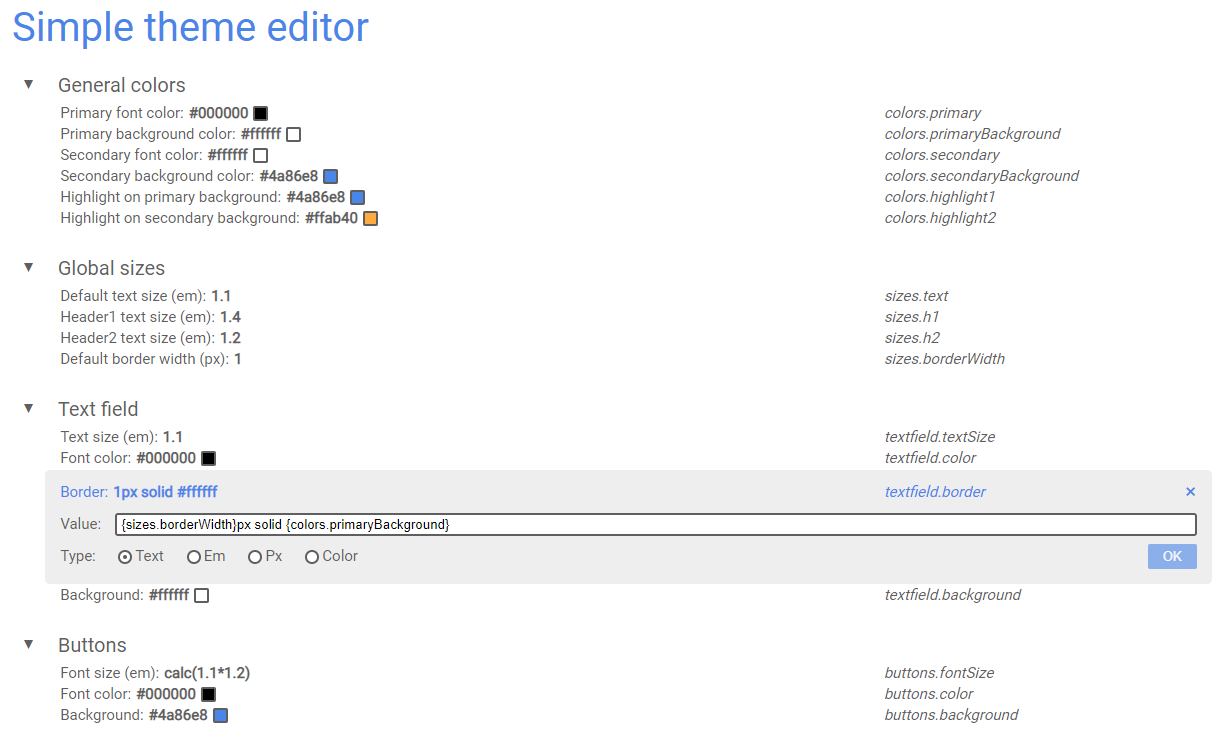 Simple theme editor
▼ General colors
Primary font color: #000000 colors.primary
Primary background color: #ffffff colors.primaryBackground
Secondary font color: #ffffff colors.secondary
Secondary background color: #4a86e8 colors.secondaryBackground
Highlight on primary background: #4a86e8 colors.highlight1
Highlight on secondary background: #ffab40 colors.highlight2
▼ Global sizes
Default text size (em): 1.1 sizes.text
Header1 text size (em): 1.4 sizes.h1
Header2 text size (em): 1.2 sizes.h2
Default border width (px): 1 sizes.borderWidth
▼ Text field
Text size (em): 1.1 textfield.textSize
Font color: #000000 textfield.color
Border: 1px solid #ffffff textfield.border ×
Value: {sizes.borderWidth}px solid {colors.primaryBackground}
Type: Text Em Px Color OK
Background: #ffffff textfield.background
▼ Buttons
Font size (em): calc(1.1*1.2) buttons.fontSize
Font color: #000000 buttons.color
Background: #4a86e8 buttons.background